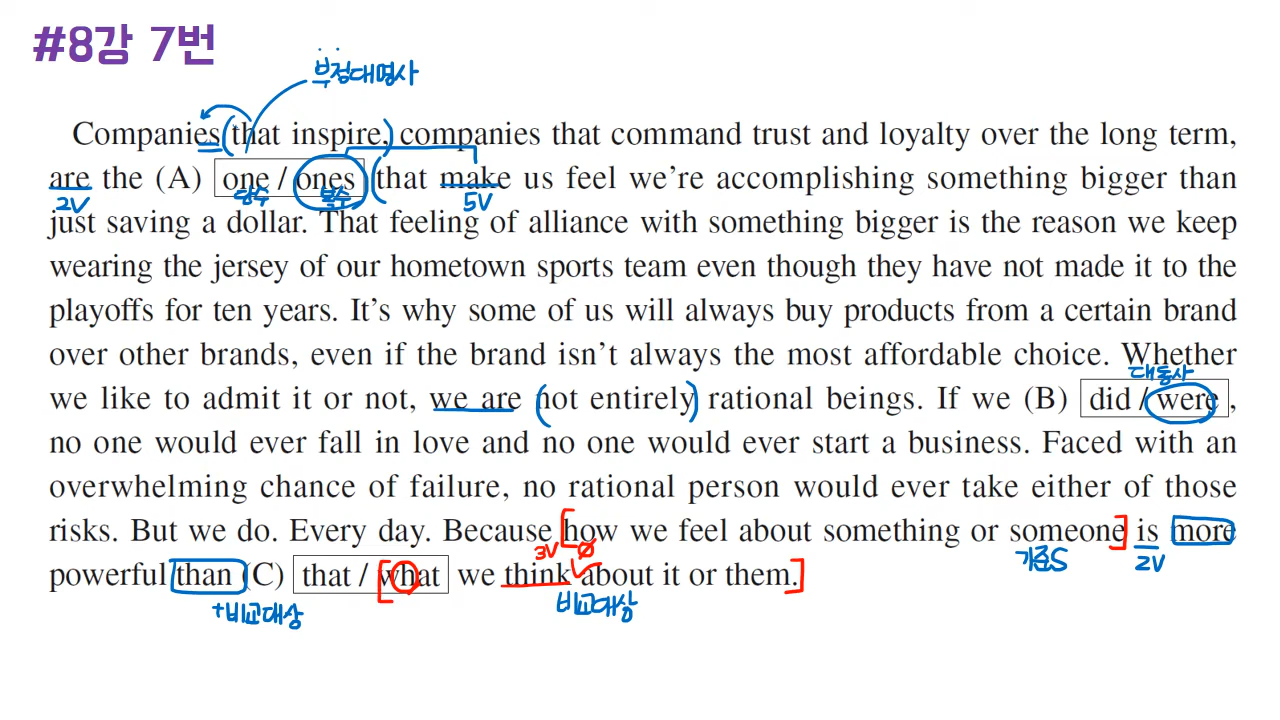 #8강 7번
부정대명사
Companies (that inspire,) companies that command trust and loyalty over the long term,
are the (A) one / ones (that make us feel we're accomplishing something bigger than
2V 단수 복수 5V
just saving a dollar. That feeling of alliance with something bigger is the reason we keep
wearing the jersey of our hometown sports team even though they have not made it to the
playoffs for ten years. It's why some of us will always buy products from a certain brand
over other brands, even if the brand isn't always the most affordable choice. Whether
대동사
we like to admit it or not, we are (not entirely) rational beings. If we (B) did / were,
no one would ever fall in love and no one would ever start a business. Faced with an
overwhelming chance of failure, no rational person would ever take either of those
risks. But we do. Every day. Because [how we feel about something or someone] is more
3V ∅ 기준S 2V
powerful than (C) that / [what we think about it or them.]
+비교대상 비교대상